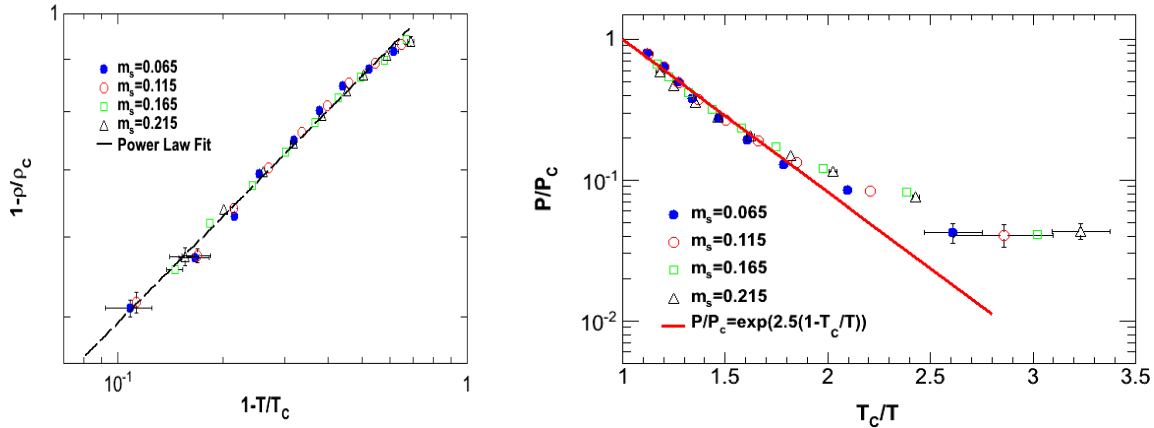 1
1-ρ/ρC
ms=0.065
ms=0.115
ms=0.165
ms=0.215
Power Law Fit
10-1
0.2
1
1-T/TC
1
10-1
10-2
P/PC
ms=0.065
ms=0.115
ms=0.165
ms=0.215
P/Pc=exp(2.5(1-TC/T))
1 1.5 2 2.5 3 3.5
TC/T